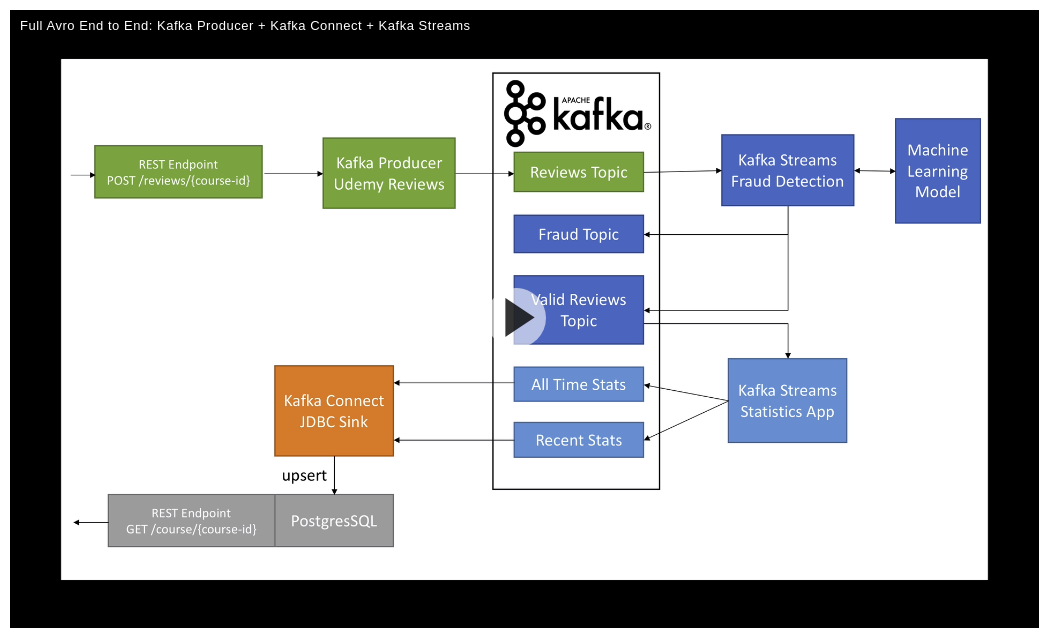 Full Avro End to End: Kafka Producer + Kafka Connect + Kafka Streams
APACHE
kafka®
REST Endpoint
POST /reviews/{course-id}
Kafka Producer
Udemy Reviews
Reviews Topic
Kafka Streams
Fraud Detection
Machine
Learning
Model
Fraud Topic
Valid Reviews
Topic
All Time Stats
Recent Stats
Kafka Streams
Statistics App
Kafka Connect
JDBC Sink
upsert
REST Endpoint
GET /course/{course-id}
PostgresSQL